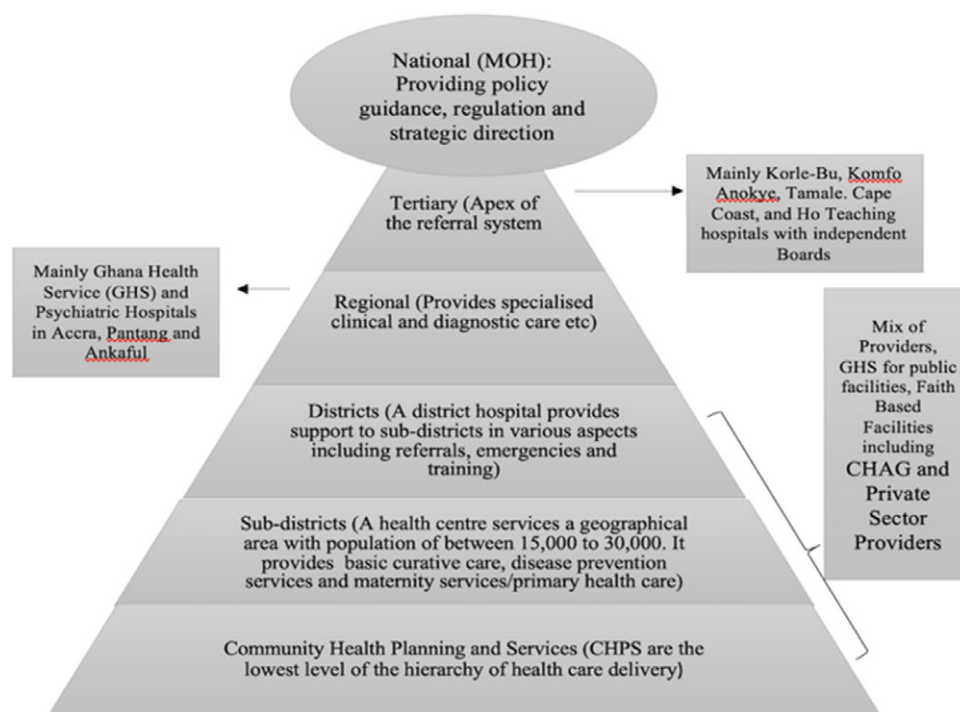 National (MOH):
Providing policy
guidance, regulation and
strategic direction
Tertiary (Apex of
the referral system
Mainly Korle-Bu, Komfo
Anokye, Tamale. Cape
Coast, and Ho Teaching
hospitals with independent
Boards
Mainly Ghana Health
Service (GHS) and
Psychiatric Hospitals
in Accra, Pantang and
Ankaful
Regional (Provides specialised
clinical and diagnostic care etc)
Mix of
Providers,
GHS for public
facilities, Faith
Based
Facilities
including
CHAG and
Private
Sector
Providers
Districts (A district hospital provides
support to sub-districts in various aspects
including referrals, emergencies and
training)
Sub-districts (A health centre services a geographical
area with population of between 15,000 to 30,000. It
provides basic curative care, disease prevention
services and maternity services/primary health care)
Community Health Planning and Services (CHPS are the
lowest level of the hierarchy of health care delivery)